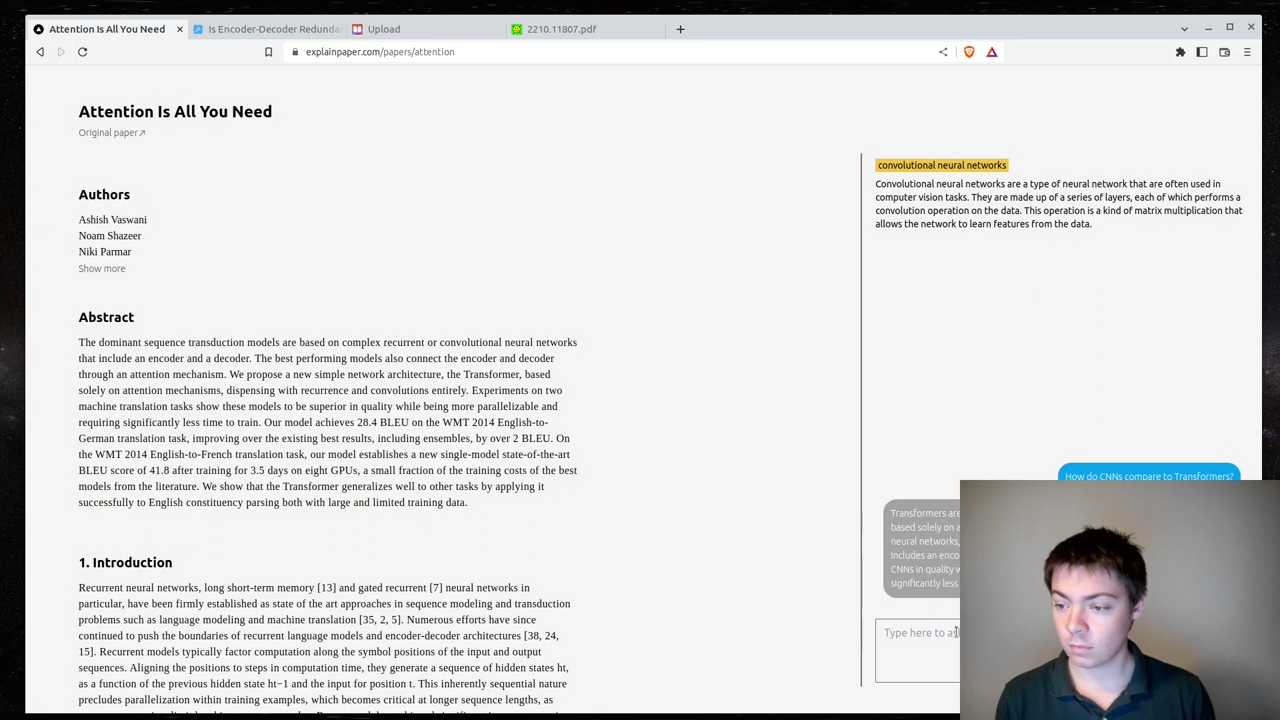 Attention Is All You Need
Is Encoder-Decoder Redunda
Upload
2210.11807.pdf
explainpaper.com/papers/attention
Attention Is All You Need
Original paper↗
Authors
Ashish Vaswani
Noam Shazeer
Niki Parmar
Show more
Abstract
The dominant sequence transduction models are based on complex recurrent or convolutional neural networks
that include an encoder and a decoder. The best performing models also connect the encoder and decoder
through an attention mechanism. We propose a new simple network architecture, the Transformer, based
solely on attention mechanisms, dispensing with recurrence and convolutions entirely. Experiments on two
machine translation tasks show these models to be superior in quality while being more parallelizable and
requiring significantly less time to train. Our model achieves 28.4 BLEU on the WMT 2014 English-to-
German translation task, improving over the existing best results, including ensembles, by over 2 BLEU. On
the WMT 2014 English-to-French translation task, our model establishes a new single-model state-of-the-art
BLEU score of 41.8 after training for 3.5 days on eight GPUs, a small fraction of the training costs of the best
models from the literature. We show that the Transformer generalizes well to other tasks by applying it
successfully to English constituency parsing both with large and limited training data.
1. Introduction
Recurrent neural networks, long short-term memory [13] and gated recurrent [7] neural networks in
particular, have been firmly established as state of the art approaches in sequence modeling and transduction
problems such as language modeling and machine translation [35, 2, 5]. Numerous efforts have since
continued to push the boundaries of recurrent language models and encoder-decoder architectures [38, 24,
15]. Recurrent models typically factor computation along the symbol positions of the input and output
sequences. Aligning the positions to steps in computation time, they generate a sequence of hidden states ht,
as a function of the previous hidden state ht−1 and the input for position t. This inherently sequential nature
precludes parallelization within training examples, which becomes critical at longer sequence lengths, as
convolutional neural networks
Convolutional neural networks are a type of neural network that are often used in
computer vision tasks. They are made up of a series of layers, each of which performs a
convolution operation on the data. This operation is a kind of matrix multiplication that
allows the network to learn features from the data.
How do CNNs compare to Transformers?
Transformers are
based solely on a
neural networks,
Includes an enco
CNNs in quality w
significantly less
Type here to a